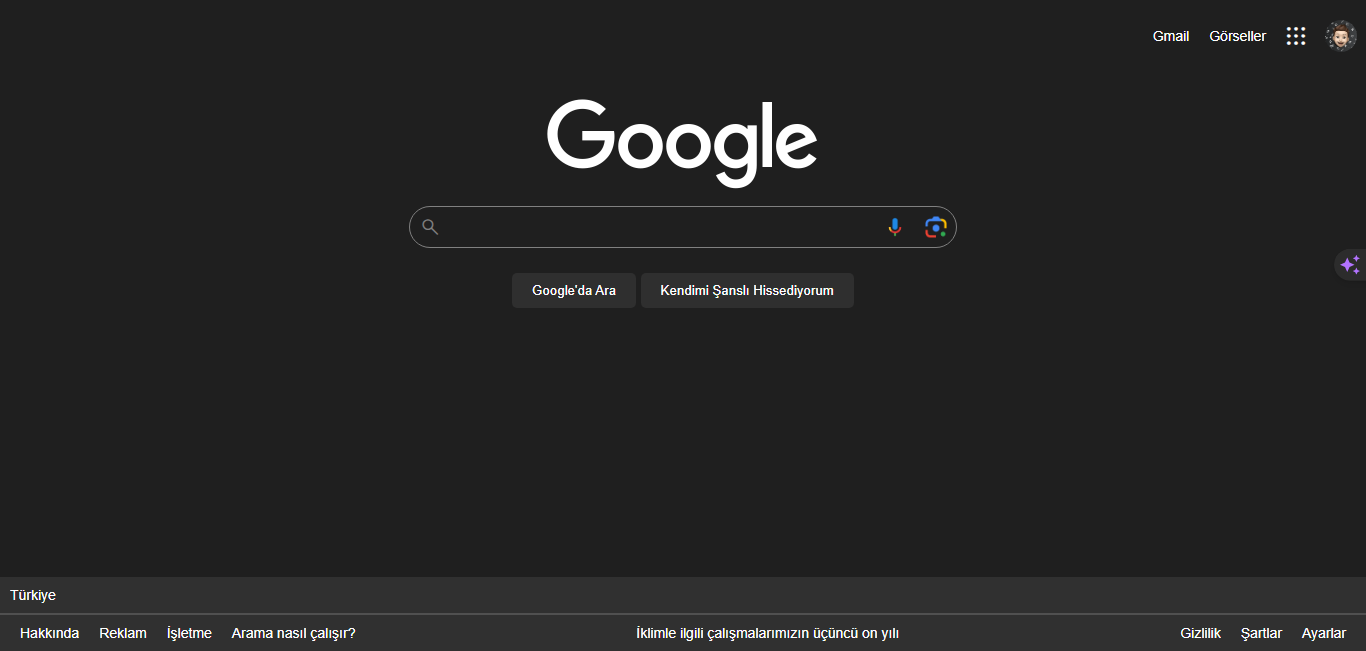 Gmail Görseller
Google
Google'da Ara Kendimi Şanslı Hissediyorum
Türkiye
Hakkında Reklam İşletme Arama nasıl çalışır? İklimle ilgili çalışmalarımızın üçüncü on yılı Gizlilik Şartlar Ayarlar